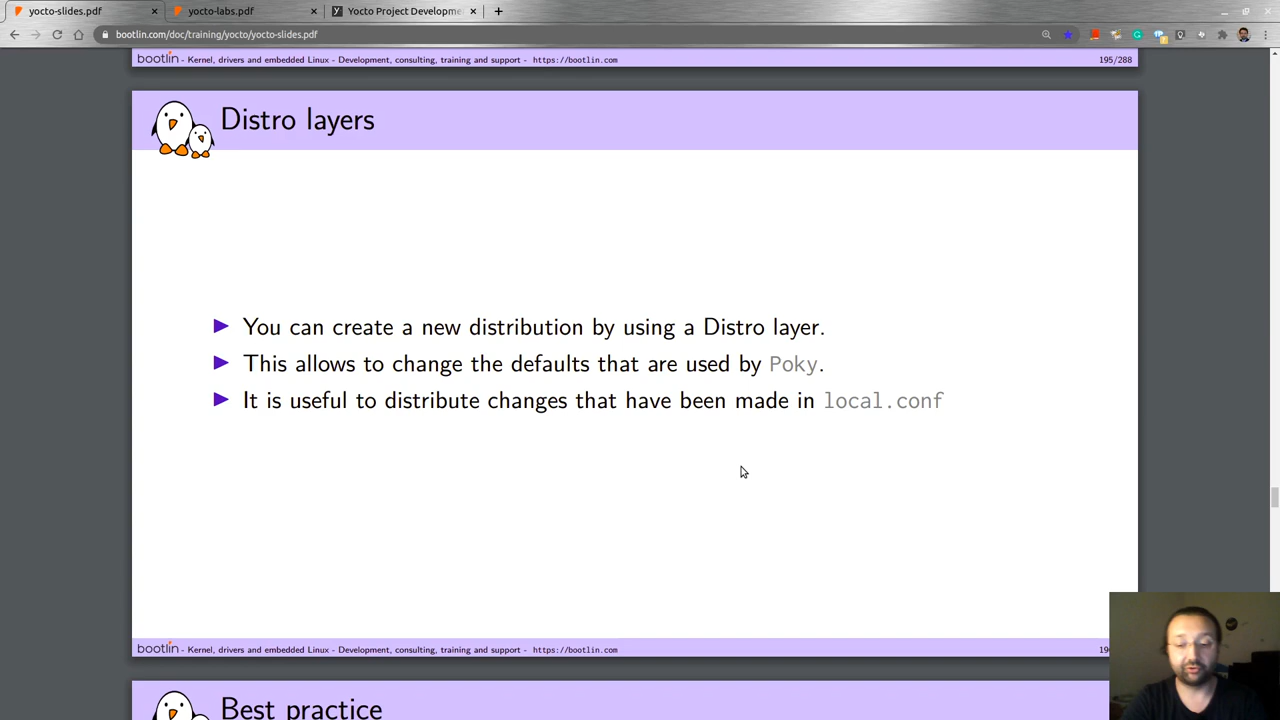 yocto-slides.pdf
yocto-labs.pdf
Yocto Project Developme
bootlin.com/doc/training/yocto/yocto-slides.pdf
bootlin - Kernel, drivers and embedded Linux - Development, consulting, training and support - https://bootlin.com
195/288
Distro layers
▶ You can create a new distribution by using a Distro layer.
▶ This allows to change the defaults that are used by Poky.
▶ It is useful to distribute changes that have been made in local.conf
bootlin - Kernel, drivers and embedded Linux - Development, consulting, training and support - https://bootlin.com
Best practice